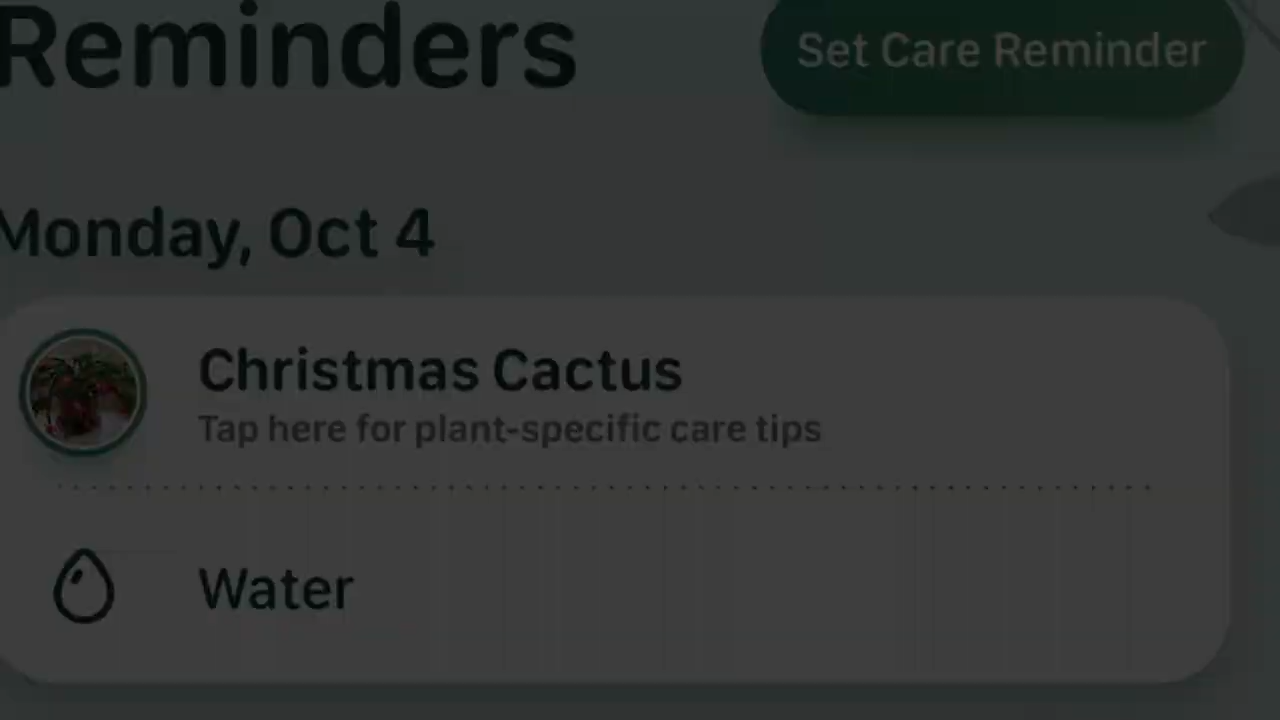 Reminders
Set Care Reminder
Monday, Oct 4
Christmas Cactus
Tap here for plant-specific care tips
Water